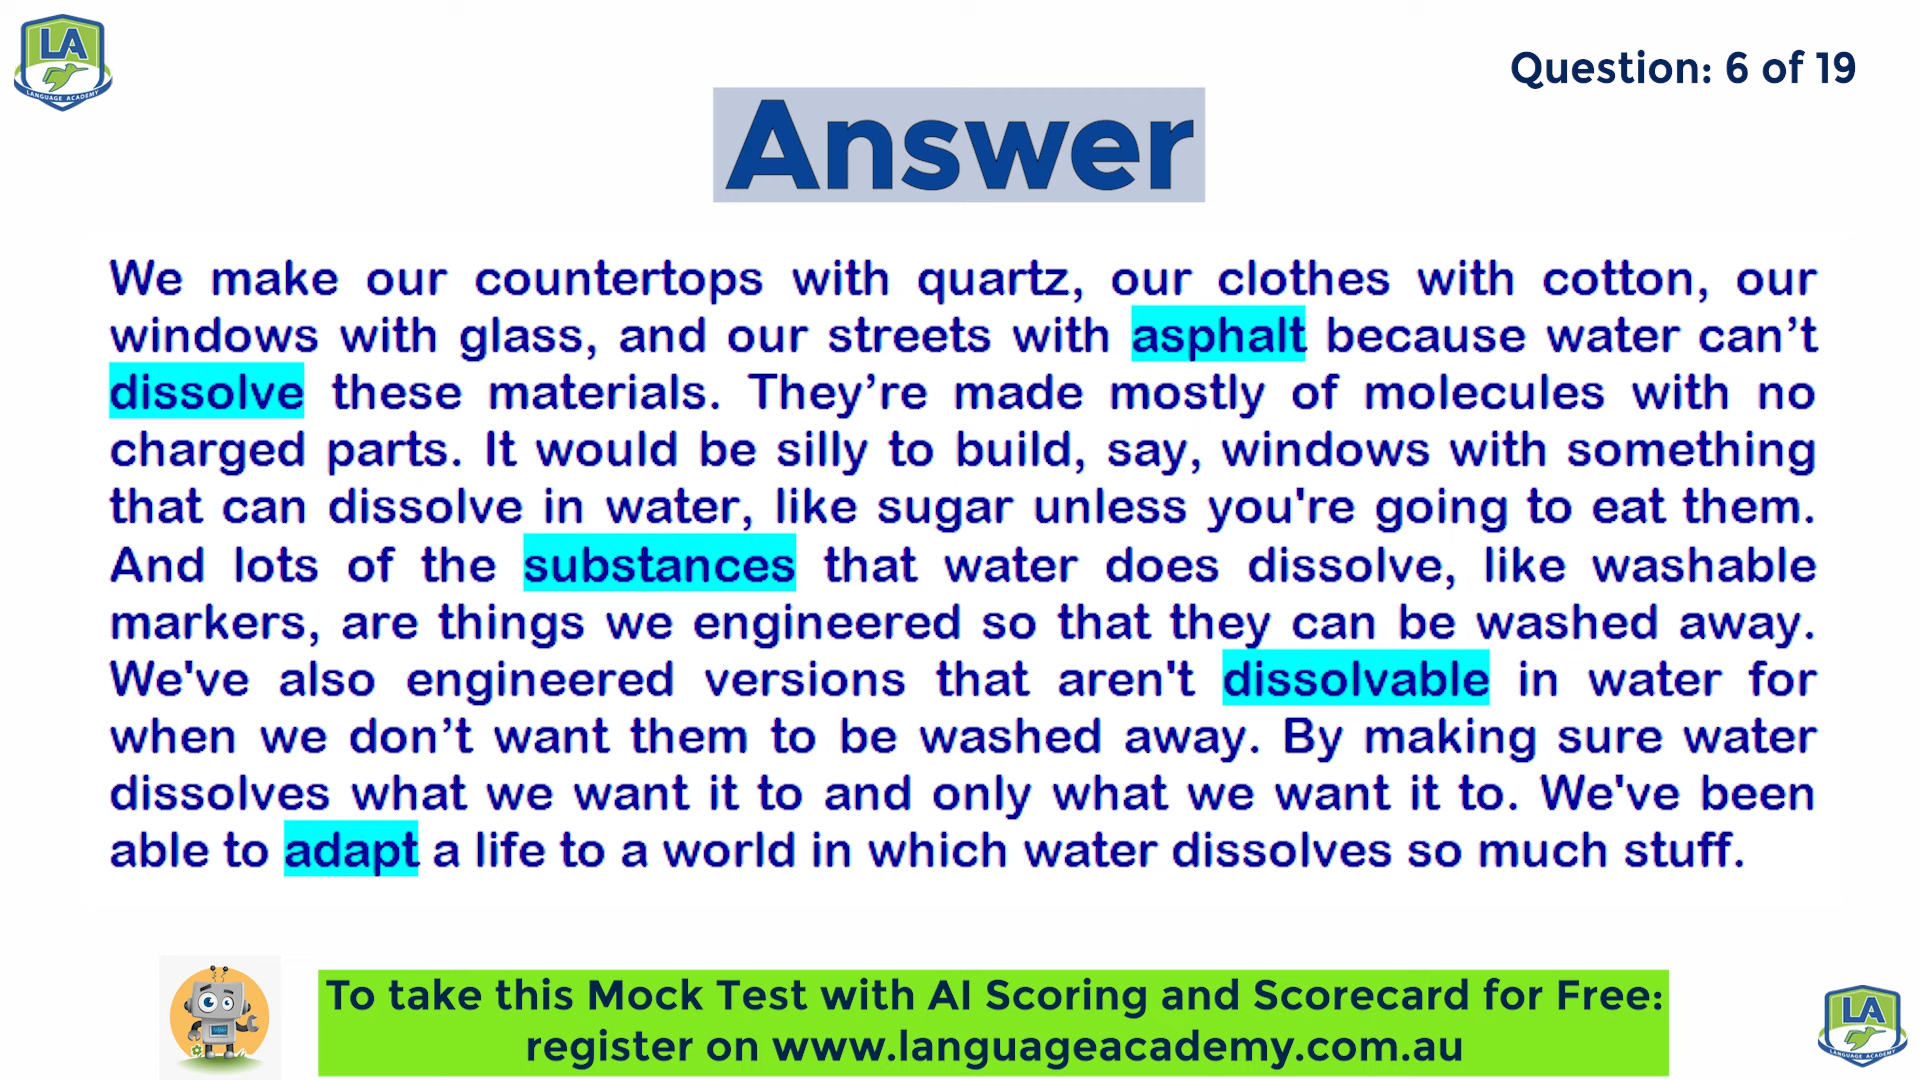 LA
LANGUAGE ACADEMY
Question: 6 of 19
Answer
We make our countertops with quartz, our clothes with cotton, our
windows with glass, and our streets with asphalt because water can’t
dissolve these materials. They’re made mostly of molecules with no
charged parts. It would be silly to build, say, windows with something
that can dissolve in water, like sugar unless you're going to eat them.
And lots of the substances that water does dissolve, like washable
markers, are things we engineered so that they can be washed away.
We've also engineered versions that aren't dissolvable in water for
when we don’t want them to be washed away. By making sure water
dissolves what we want it to and only what we want it to. We've been
able to adapt a life to a world in which water dissolves so much stuff.
To take this Mock Test with AI Scoring and Scorecard for Free:
register on www.languageacademy.com.au
LA
LANGUAGE ACADEMY